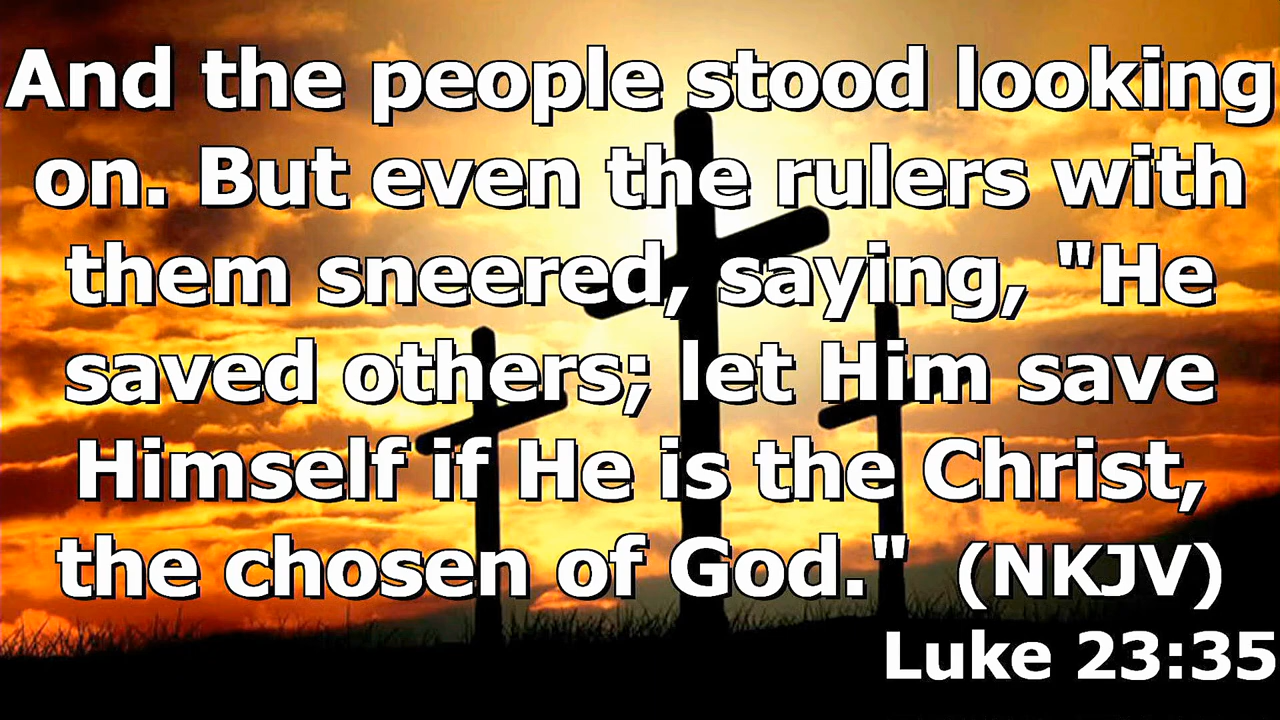 And the people stood looking
on. But even the rulers with
them sneered, saying, "He
saved others; let Him save
Himself if He is the Christ,
the chosen of God." (NKJV)
Luke 23:35